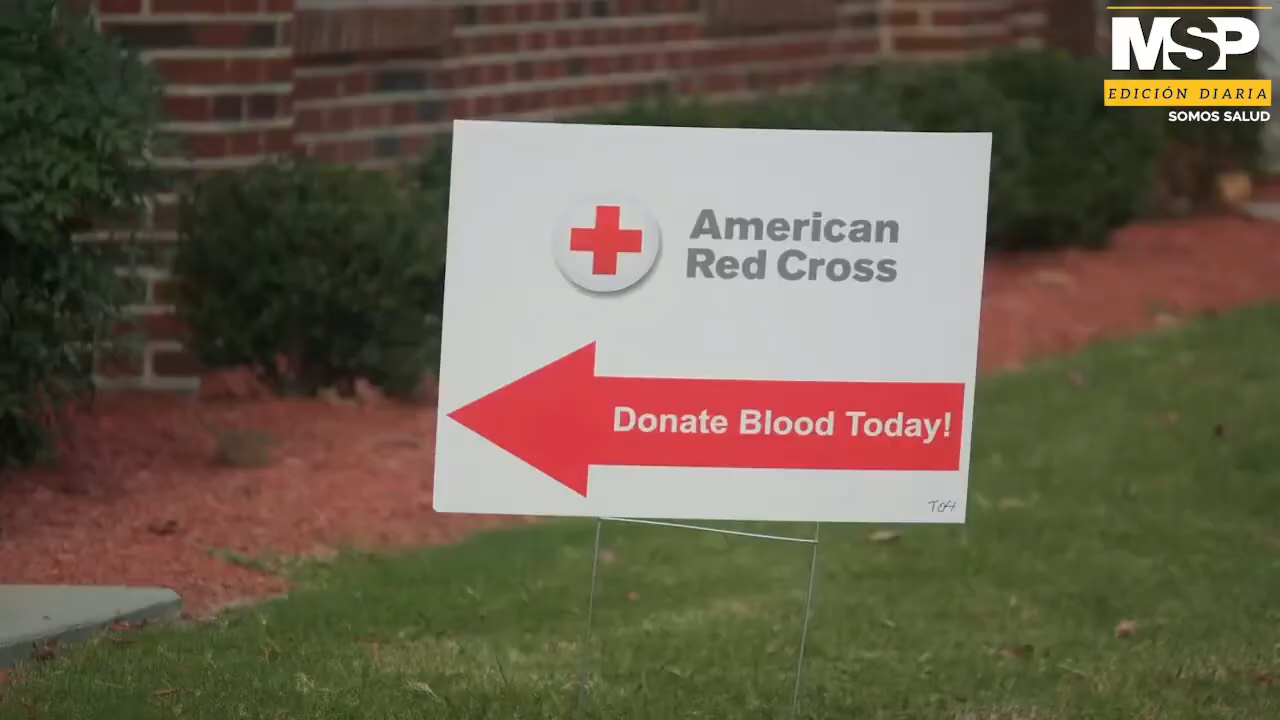 MSP
EDICIÓN DIARIA
SOMOS SALUD
American
Red Cross
Donate Blood Today!